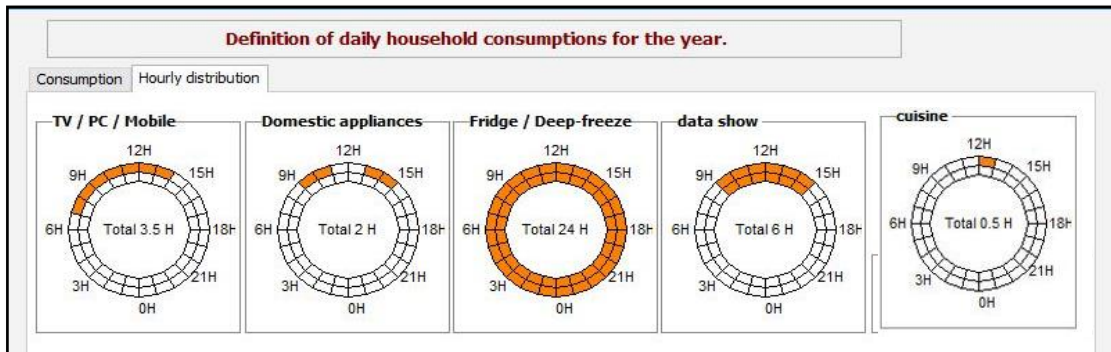 Definition of daily household consumptions for the year.
Consumption Hourly distribution
TV / PC / Mobile
12H
9H 15H
6H Total 3.5 H 18H
3H 21H
0H
Domestic appliances
12H
9H 15H
6H Total 2 H 18H
3H 21H
0H
Fridge / Deep-freeze
12H
9H 15H
6H Total 24 H 18H
3H 21H
0H
data show
12H
9H 15H
6H Total 6 H 18H
3H 21H
0H
cuisine
12H
9H 15H
6H Total 0.5 H 18H
3H 21H
0H